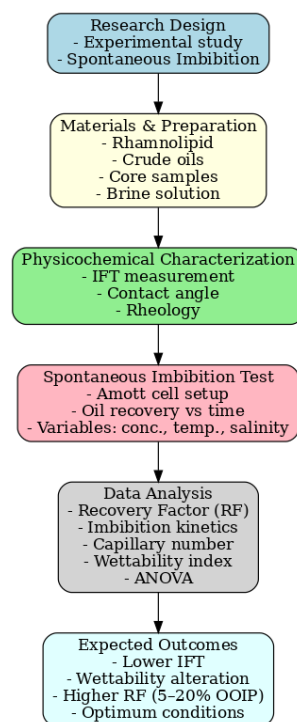 Research Design
- Experimental study
- Spontaneous Imbibition
Materials & Preparation
- Rhamnolipid
- Crude oils
- Core samples
- Brine solution
Physicochemical Characterization
- IFT measurement
- Contact angle
- Rheology
Spontaneous Imbibition Test
- Amott cell setup
- Oil recovery vs time
- Variables: conc., temp., salinity
Data Analysis
- Recovery Factor (RF)
- Imbibition kinetics
- Capillary number
- Wettability index
- ANOVA
Expected Outcomes
- Lower IFT
- Wettability alteration
- Higher RF (5–20% OOIP)
- Optimum conditions